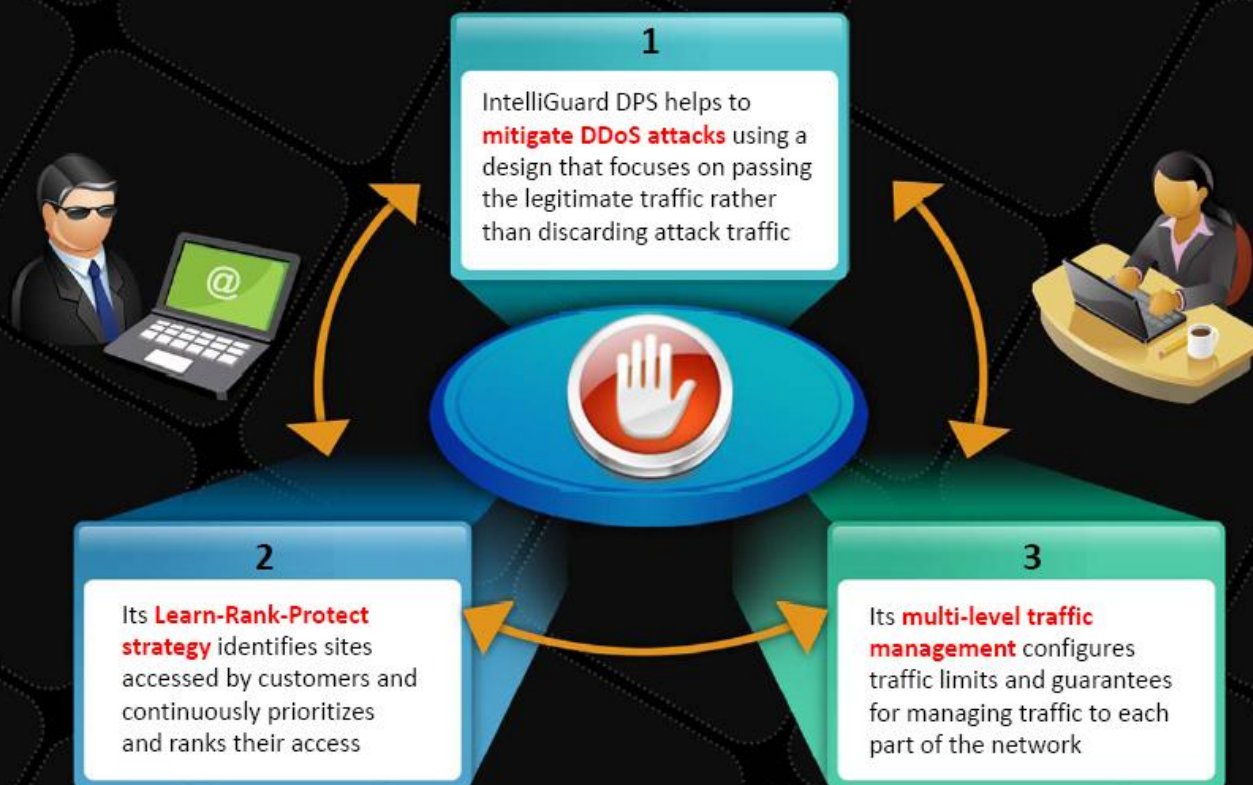 1
IntelliGuard DPS helps to
mitigate DDoS attacks using a
design that focuses on passing
the legitimate traffic rather
than discarding attack traffic
@
2
Its Learn-Rank-Protect
strategy identifies sites
accessed by customers and
continuously prioritizes
and ranks their access
3
Its multi-level traffic
management configures
traffic limits and guarantees
for managing traffic to each
part of the network